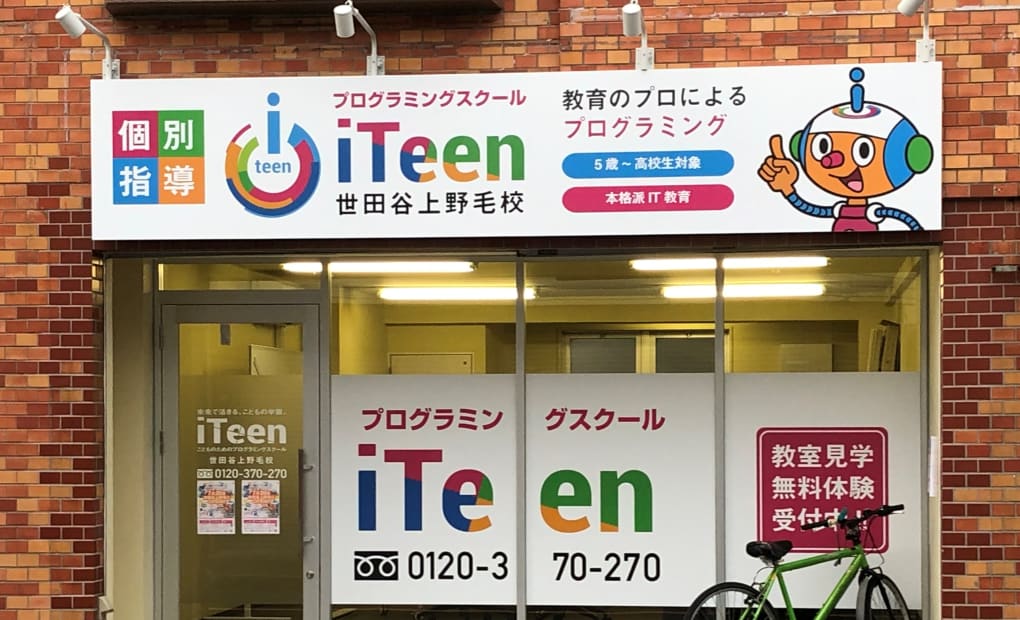 個別
指導
i
teen
プログラミングスクール
iTeen
世田谷上野毛校
教育のプロによる
プログラミング
5歳～高校生対象
本格派IT教育
未来で活きる、こどもの学園。
iTeen
こどものためのプログラミングスクール
世田谷上野毛校
0120-370-270
プログラミングスクール
iTeen
0120-370-270
教室見学
無料体験
受付中!!